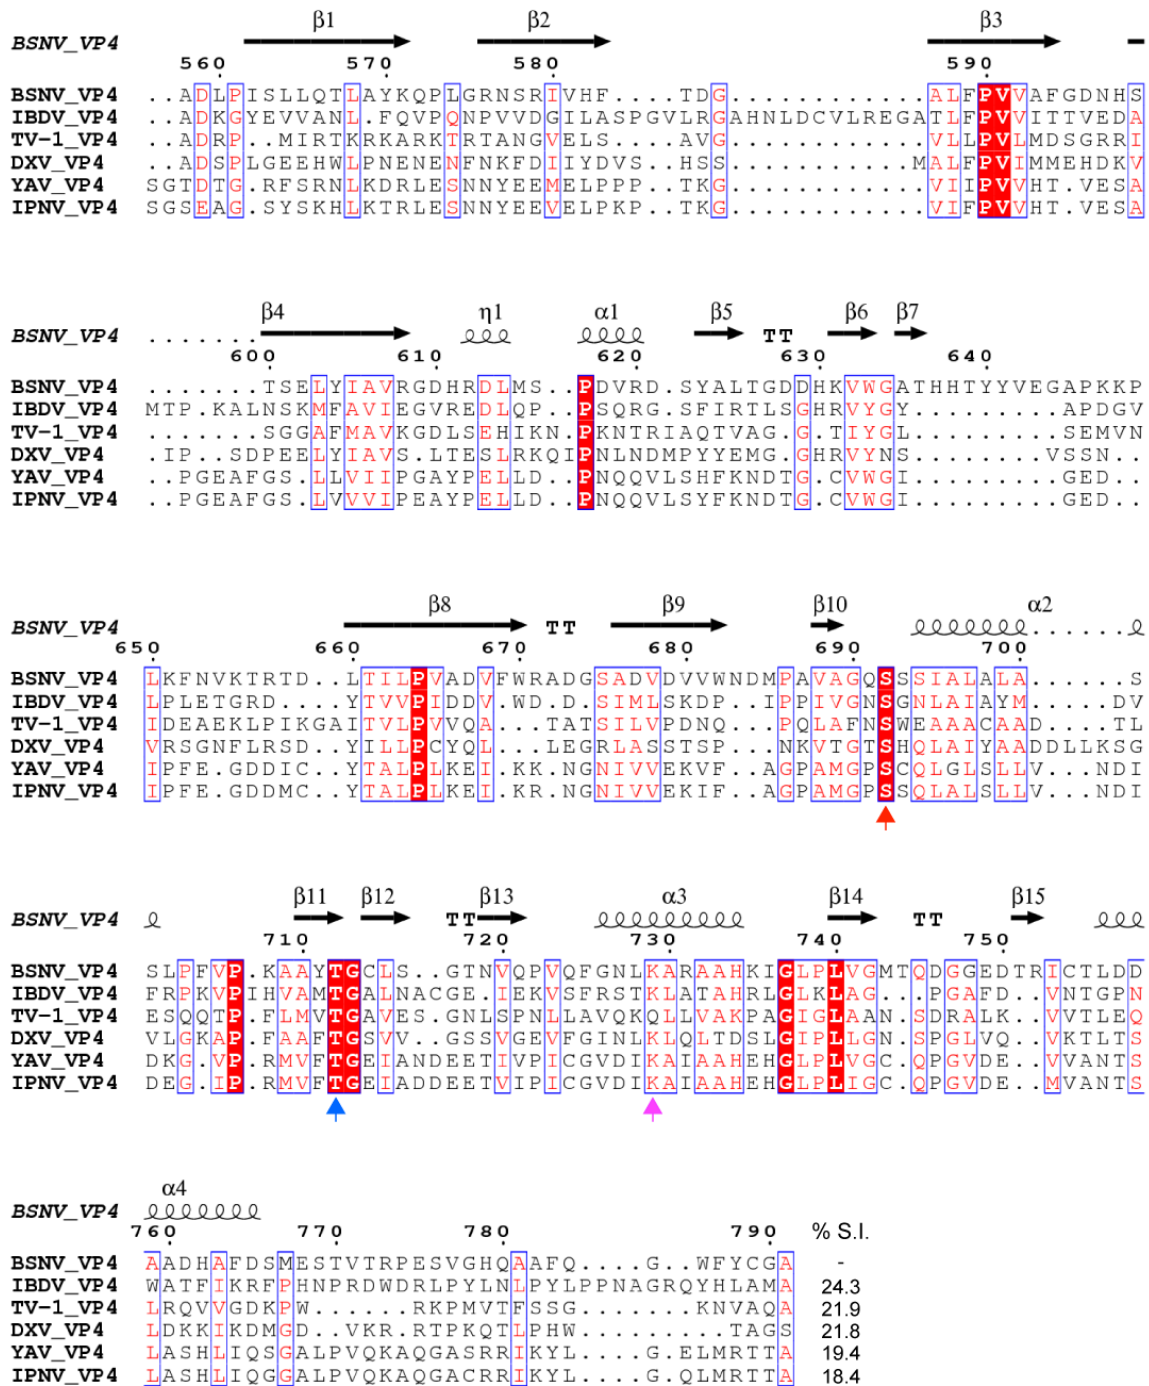 β1 β2 β3
BSNV_VP4
560 570 580 590
BSNV_VP4 ..ADLPISLLQTLAYKQPLGRNSRIVHF....TDG............ALFPVVAFGDNHS
IBDV_VP4 ..ADKGYEVVANL.FQVPQNPVVDGILASPGVLRGAHNLDCVLREGATLFPVVITTVEDA
TV-1_VP4 ..ADRP..MIRTKRKARKTRTANGVELS....AVG............VLLPVLMDSGRRI
DXV_VP4 ..ADSPLGEEHWLPNENENFNKFDIIYDVS..HSS...........MALFPVIMMEHDKV
YAV_VP4 SGTDTG.RFSRNLKDRLESNNYEEMELPPP..TKG............VIIPVVHT.VESA
IPNV_VP4 SGSEAG.SYSKHLKTRLESNNYEEVELPKP..TKG............VIFPVVHT.VESA
β4 η1 α1 β5 β6 β7
BSNV_VP4 ....... TT
600 610 620 630 640
BSNV_VP4 .......TSELYIAVRGDHRDLMS..PDVRD.SYALTGDDHKVWGATHHTYYVEGAPKKP
IBDV_VP4 MTP.KALNSKMFAVIEGVREDLQP..PSQRG.SFIRTLSGHRVYGY.........APDGV
TV-1_VP4 .......SGGAFMAVKGDLSEHIKN.PKNTRIAQTVAG.G.TIYGL.........SEMVN
DXV_VP4 .IP..SDPEELYIAVS.LTESLRKQIPNLNDMPYYEMG.GHRVYNS........VSSN..
YAV_VP4 ..PGEAFGS.LLVIIPGAYPELLD..PNQQVLSHFKNDTG.CVWGI.........GED..
IPNV_VP4 ..PGEAFGS.LVVVIPEAYPELLD..PNQQVLSYFKNDTG.CVWGI.........GED..
β8 β9 β10 α2
BSNV_VP4 TT ......
650 660 670 680 690 700
BSNV_VP4 LKFNVKTRTD..LTILPVADVFWRADGSADVDVVWNDMPAVAGQSSSIALALA......S
IBDV_VP4 LPLETGRD....YTVVPIDDV.WD.D.SIMLSKDP..IPPIVGNSGNLAIAYM.....DV
TV-1_VP4 IDEAEKLPIKGAITVLPVVQA...TATSILVPDNQ...PQLAFNSWEAAACAAD....TL
DXV_VP4 VRSGNFLRSD..YILLPCYQL...LEGRLASSTSP...NKVTGTSHQLAIYAADDLLKSG
YAV_VP4 IPFE.GDDIC..YTALPLKEI.KK.NGNIVVEKVF..AGPAMGPSCQLGLSLLV...NDI
IPNV_VP4 IPFE.GDDMC..YTALPLKEI.KR.NGNIVVEKIF..AGPAMGPSSQLALSLLV...NDI
β11 β12 β13 α3 β14 β15
BSNV_VP4 TT TT
710 720 730 740 750
BSNV_VP4 SLPFVP.KAAYTGCLS..GTNVQPVQFGNLKARAAHKIGLPLVGMTQDGGEDTRICTLDD
IBDV_VP4 FRPKVPIHVAMTGALNACGE.IEKVSFRSTKLATAHRLGLKLAG...PGAFD..VNTGPN
TV-1_VP4 ESQQTP.FLMVTGAVES.GNLSPNLLAVQKQLLVAKPAGIGLAAN.SDRALK..VVTLEQ
DXV_VP4 VLGKAP.FAAFTGSVV..GSSVGEVFGINLKLQLTDSLGIPLLGN.SPGLVQ..VKTLTS
YAV_VP4 DKG.VP.RMVFTGEIANDEETIVPICGVDIKAIAAHEHGLPLVGC.QPGVDE..VVANTS
IPNV_VP4 DEG.IP.RMVFTGEIADDEETVIPICGVDIKAIAAHEHGLPLIGC.QPGVDE..MVANTS
α4
BSNV_VP4
760 770 780 790 % S.I.
BSNV_VP4 AADHAFDSMESTVTRPESVGHQAAFQ....G..WFYCGA -
IBDV_VP4 WATFIKRFPHNPRDWDRLPYLNLPYLPPNAGRQYHLAMA 24.3
TV-1_VP4 LRQVVGDKPW......RKPMVTFSSG.......KNVAQA 21.9
DXV_VP4 LDKKIKDMGD..VKR.RTPKQTLPHW.........TAGS 21.8
YAV_VP4 LASHLIQSGALPVQKAQGASRRIKYL....G.ELMRTTA 19.4
IPNV_VP4 LASHLIQGGALPVQKAQGACRRIKYL....G.QLMRTTA 18.4